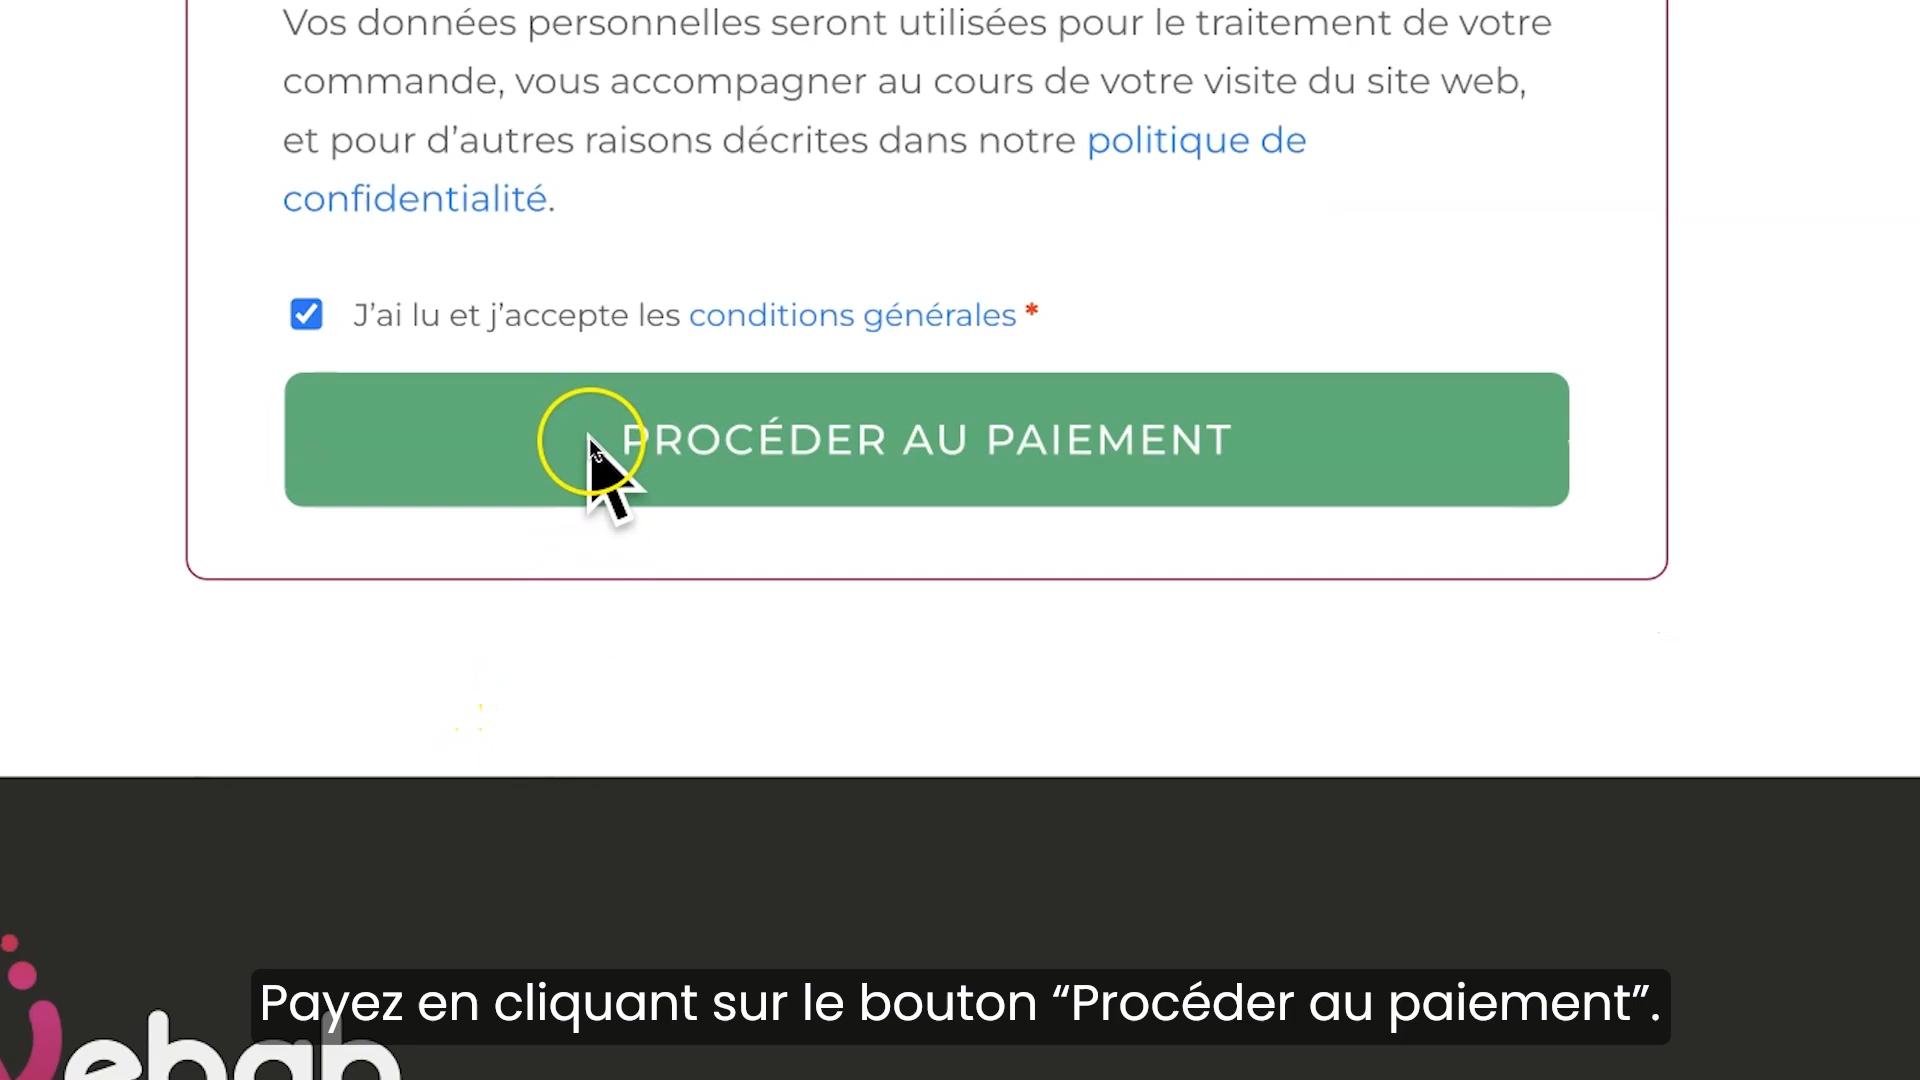 Vos données personnelles seront utilisées pour le traitement de votre
commande, vous accompagner au cours de votre visite du site web,
et pour d’autres raisons décrites dans notre politique de
confidentialité.
J’ai lu et j’accepte les conditions générales *
PROCÉDER AU PAIEMENT
Payez en cliquant sur le bouton “Procéder au paiement”.